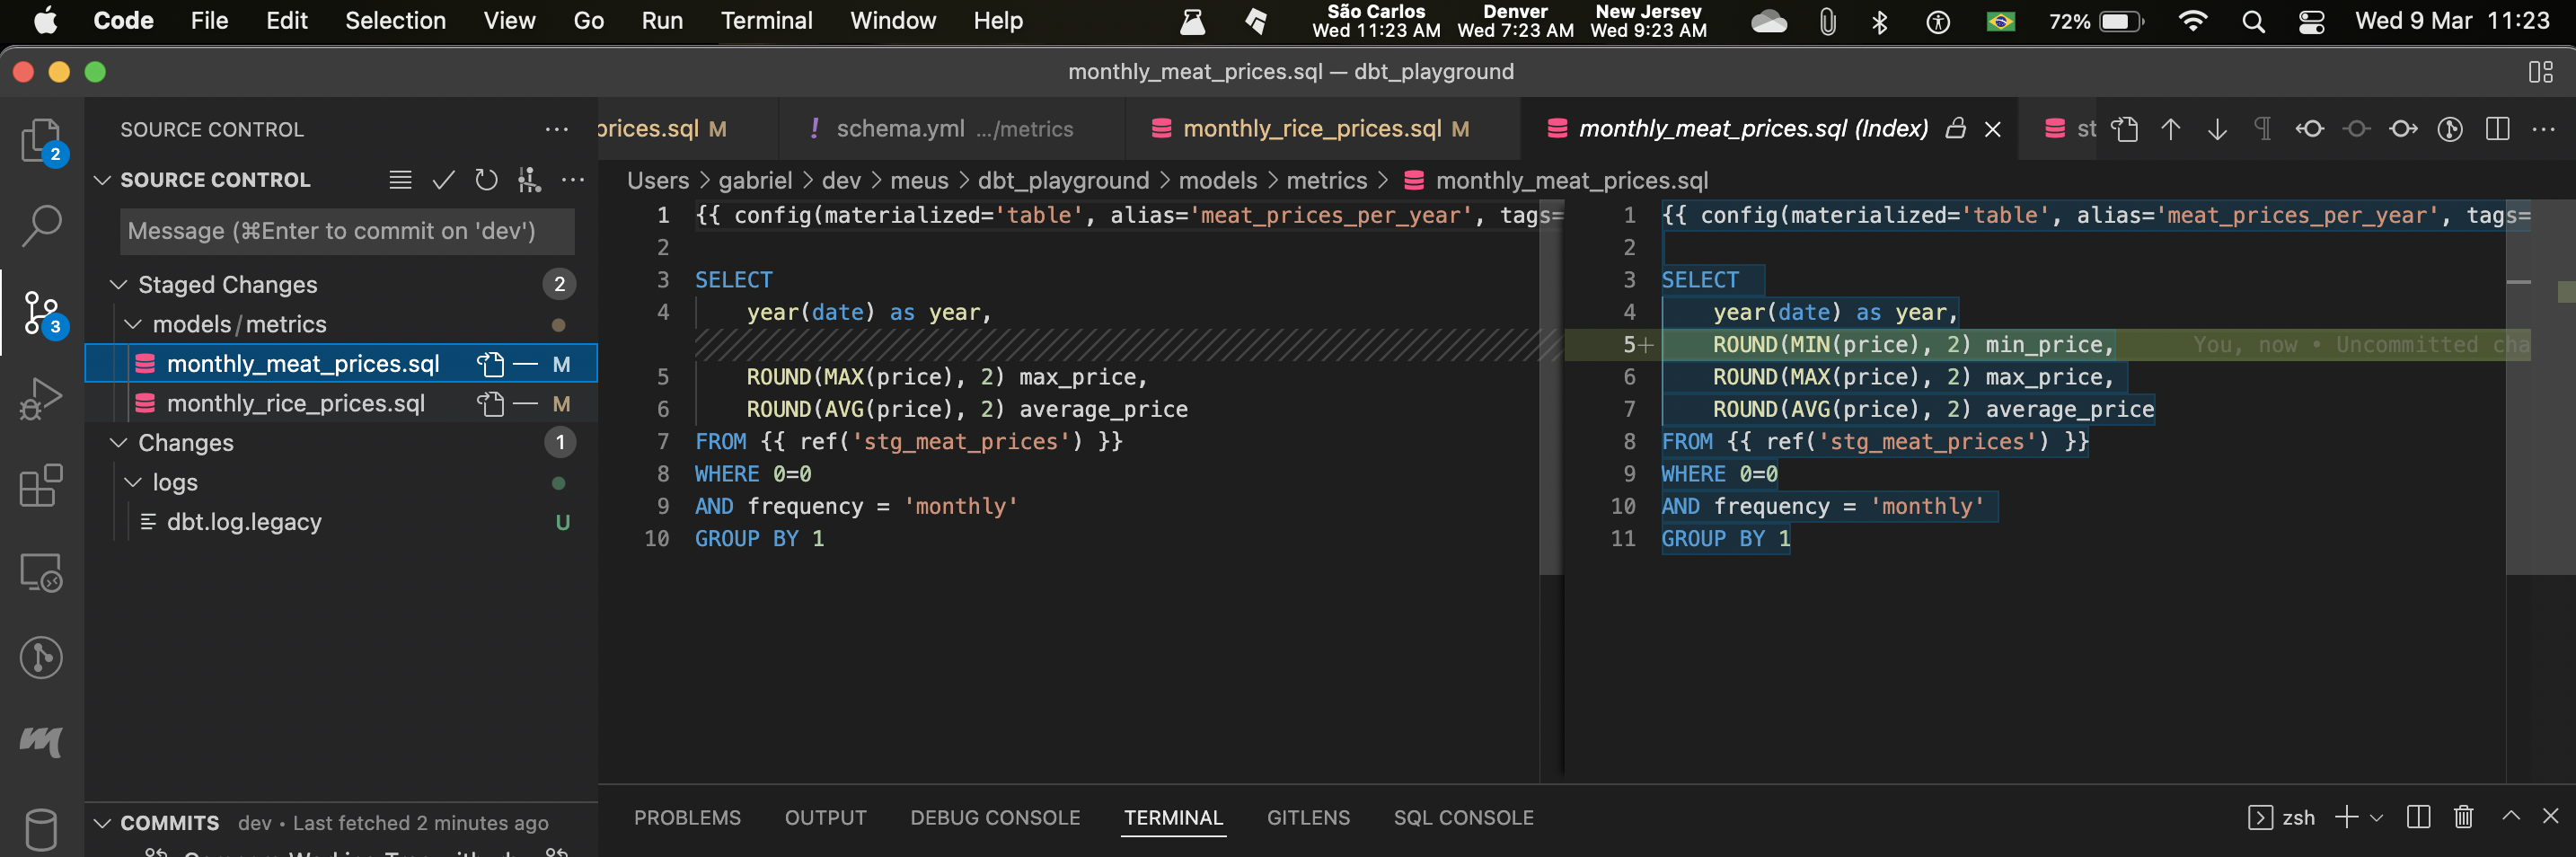 Code File Edit Selection View Go Run Terminal Window Help São Carlos Denver New Jersey 72% Wed 9 Mar 11:23
Wed 11:23 AM Wed 7:23 AM Wed 9:23 AM
monthly_meat_prices.sql — dbt_playground
SOURCE CONTROL ...
2
SOURCE CONTROL ...
Message (⌘Enter to commit on 'dev')
Staged Changes 2
models/metrics
3
monthly_meat_prices.sql M
monthly_rice_prices.sql M
Changes 1
logs
dbt.log.legacy U
COMMITS dev • Last fetched 2 minutes ago
prices.sql M ! schema.yml .../metrics monthly_rice_prices.sql M monthly_meat_prices.sql (Index) st ...
Users > gabriel > dev > meus > dbt_playground > models > metrics > monthly_meat_prices.sql
1 {{ config(materialized='table', alias='meat_prices_per_year', tags=
2
3 SELECT
4 year(date) as year,
5 ROUND(MAX(price), 2) max_price,
6 ROUND(AVG(price), 2) average_price
7 FROM {{ ref('stg_meat_prices') }}
8 WHERE 0=0
9 AND frequency = 'monthly'
10 GROUP BY 1
1 {{ config(materialized='table', alias='meat_prices_per_year', tags=
2
3 SELECT
4 year(date) as year,
5+ ROUND(MIN(price), 2) min_price, You, now • Uncommitted cha
6 ROUND(MAX(price), 2) max_price,
7 ROUND(AVG(price), 2) average_price
8 FROM {{ ref('stg_meat_prices') }}
9 WHERE 0=0
10 AND frequency = 'monthly'
11 GROUP BY 1
PROBLEMS OUTPUT DEBUG CONSOLE TERMINAL GITLENS SQL CONSOLE zsh